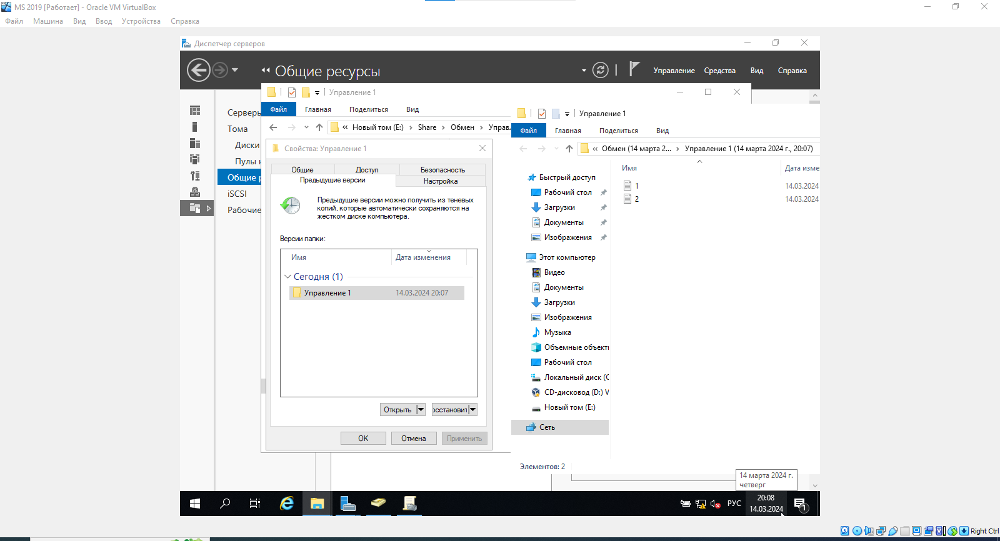 MS 2019 [Работает] - Oracle VM VirtualBox
Файл Машина Вид Ввод Устройства Справка
Диспетчер серверов
Общие ресурсы
Управление Средства Вид Справка
Серверы
Тома
Диски
Пулы
Общие р
iSCSI
Рабочие
Управление 1
Файл Главная Поделиться Вид
« Новый том (E:) › Share › Обмен › Управл
Свойства: Управление 1
Общие Доступ Безопасность
Предыдущие версии Настройка
Предыдущие версии можно получить из теневых
копий, которые автоматически сохраняются на
жестком диске компьютера.
Версии папки:
Имя Дата изменения
Сегодня (1)
Управление 1 14.03.2024 20:07
Открыть осстановит
OK Отмена Применить
Управление 1
Файл Главная Поделиться Вид
« Обмен (14 марта 2... › Управление 1 (14 марта 2024 г., 20:07)
Имя Дата изме
Быстрый доступ
Рабочий стол
Загрузки
Документы
Изображения
Этот компьютер
Видео
Документы
Загрузки
Изображения
Музыка
Объемные объекты
Рабочий стол
Локальный диск (C
CD-дисковод (D:) V
Новый том (E:)
Сеть
1 14.03.2024
2 14.03.2024
Элементов: 2
14 марта 2024 г.
четверг
РУС
20:08
14.03.2024
1
Right Ctrl